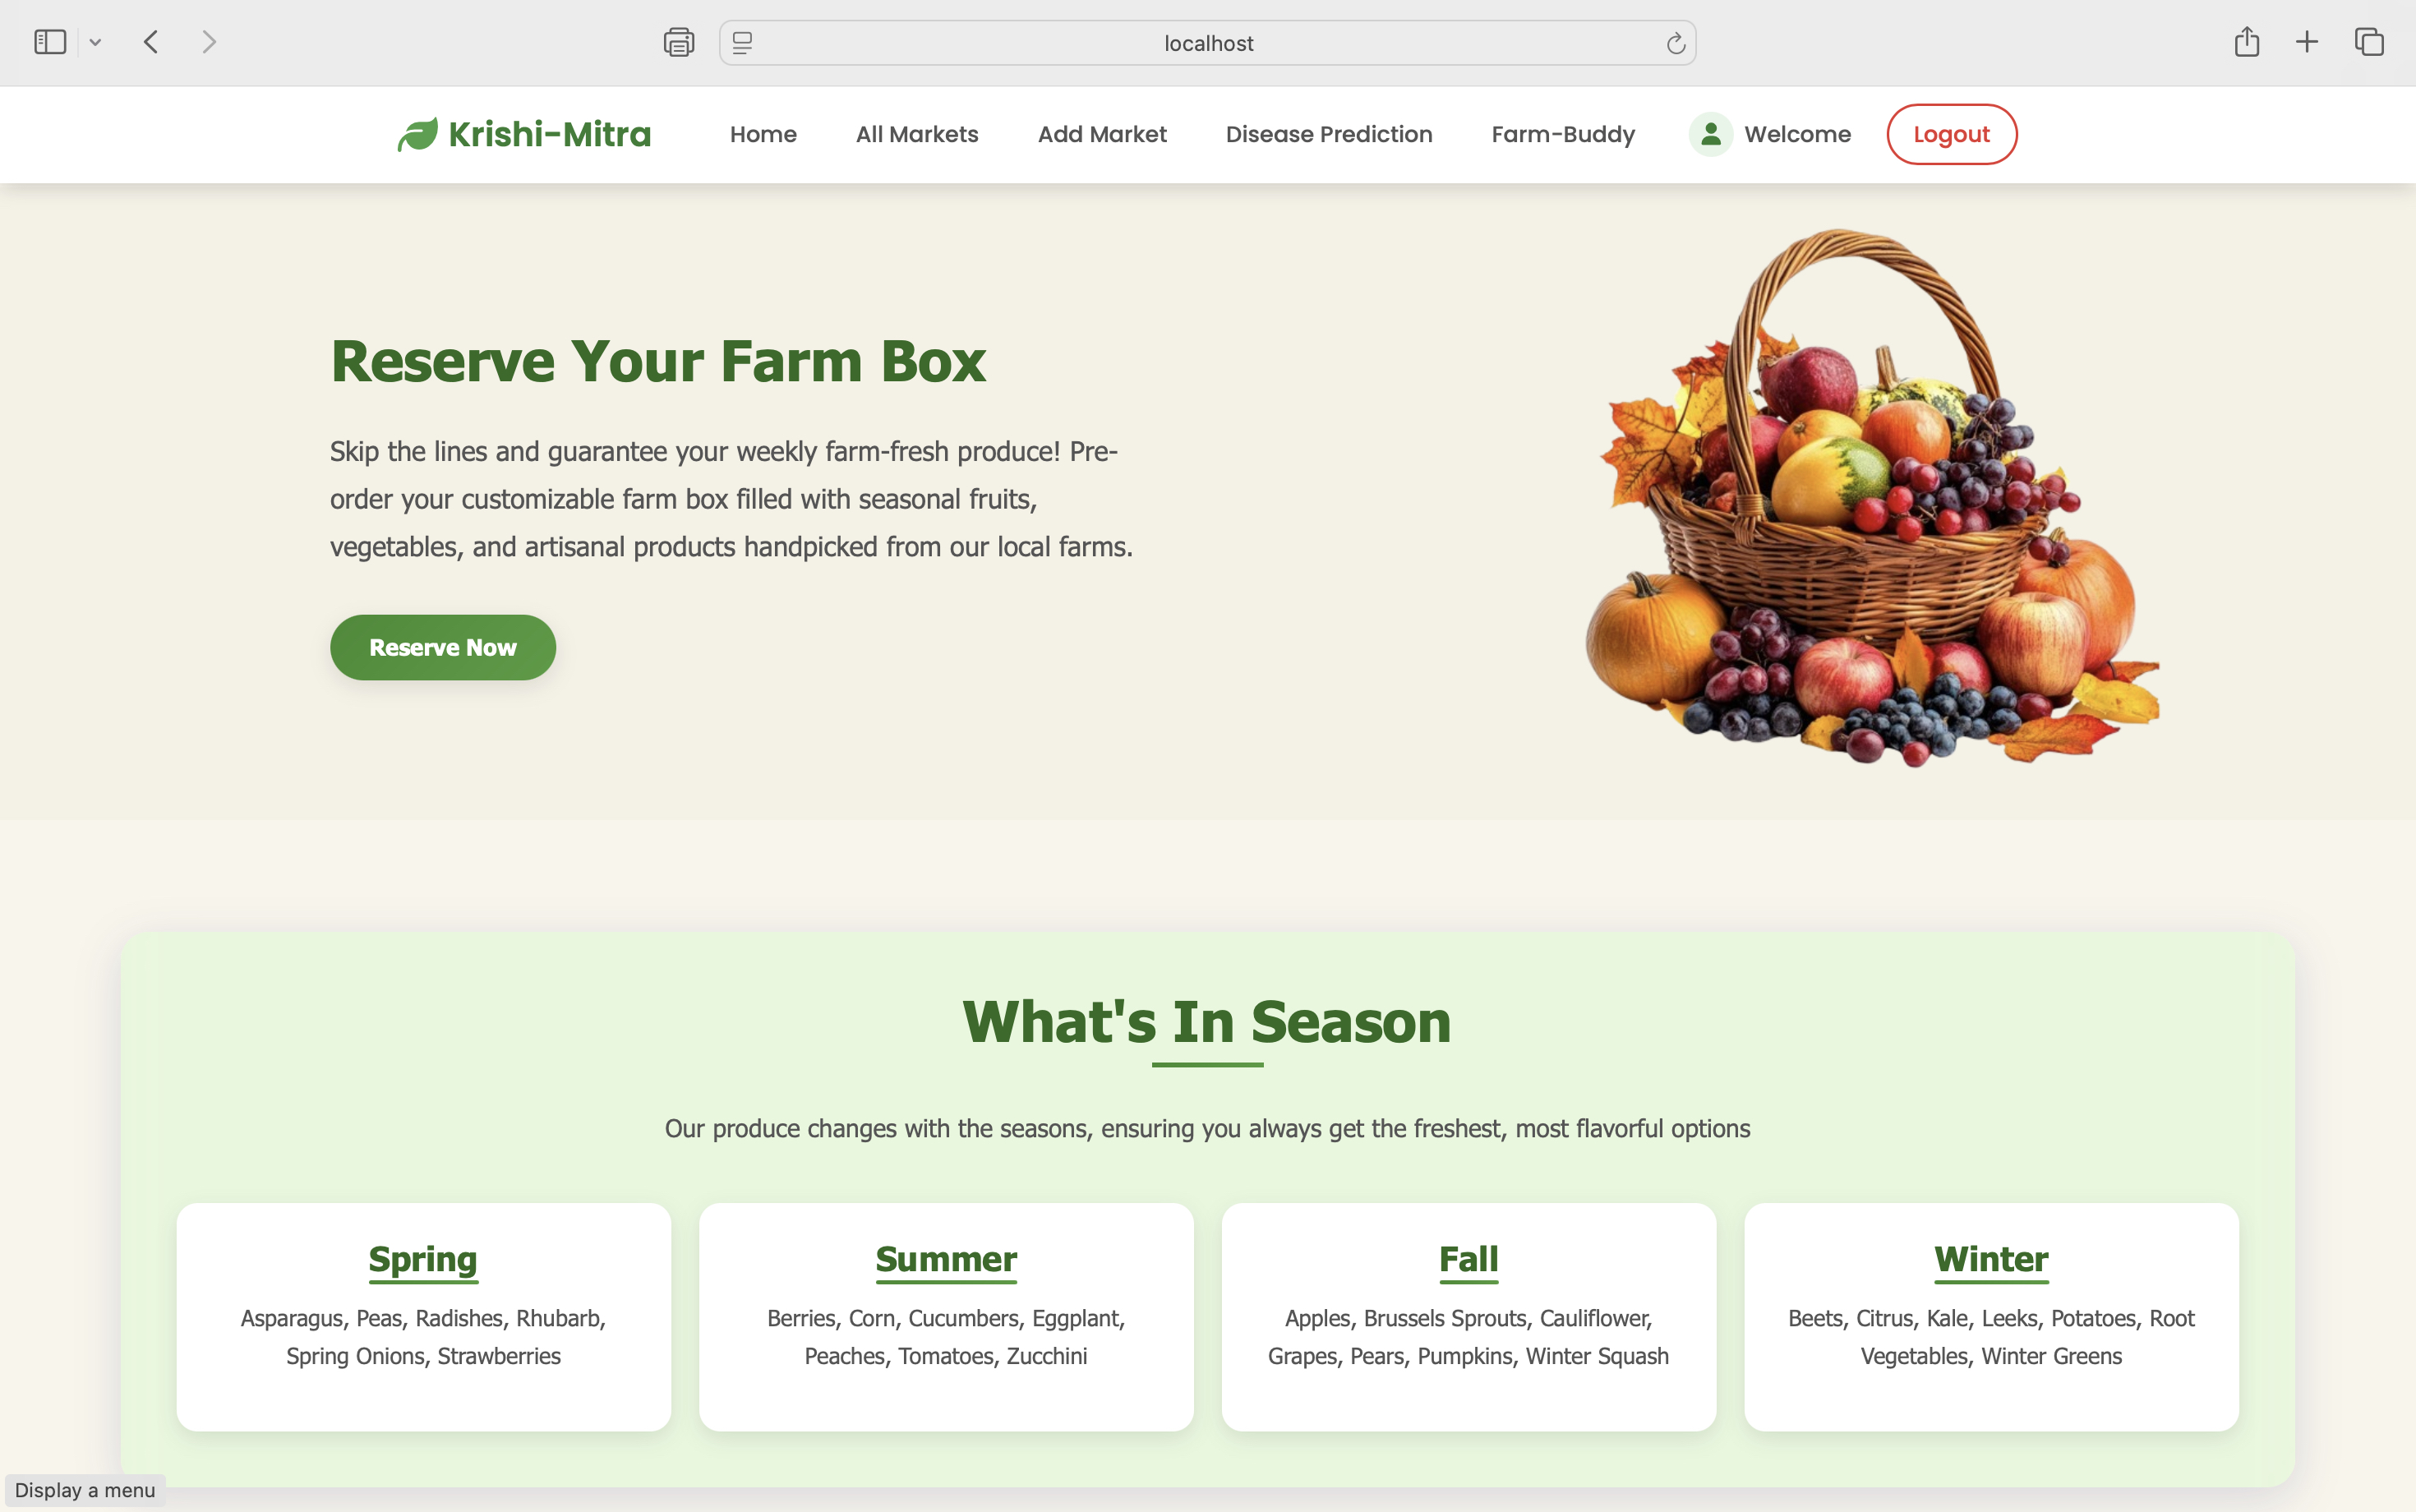 localhost
Krishi-Mitra Home All Markets Add Market Disease Prediction Farm-Buddy Welcome Logout
Reserve Your Farm Box
Skip the lines and guarantee your weekly farm-fresh produce! Pre-
order your customizable farm box filled with seasonal fruits,
vegetables, and artisanal products handpicked from our local farms.
Reserve Now
What's In Season
Our produce changes with the seasons, ensuring you always get the freshest, most flavorful options
Spring
Asparagus, Peas, Radishes, Rhubarb,
Spring Onions, Strawberries
Summer
Berries, Corn, Cucumbers, Eggplant,
Peaches, Tomatoes, Zucchini
Fall
Apples, Brussels Sprouts, Cauliflower,
Grapes, Pears, Pumpkins, Winter Squash
Winter
Beets, Citrus, Kale, Leeks, Potatoes, Root
Vegetables, Winter Greens
Display a menu